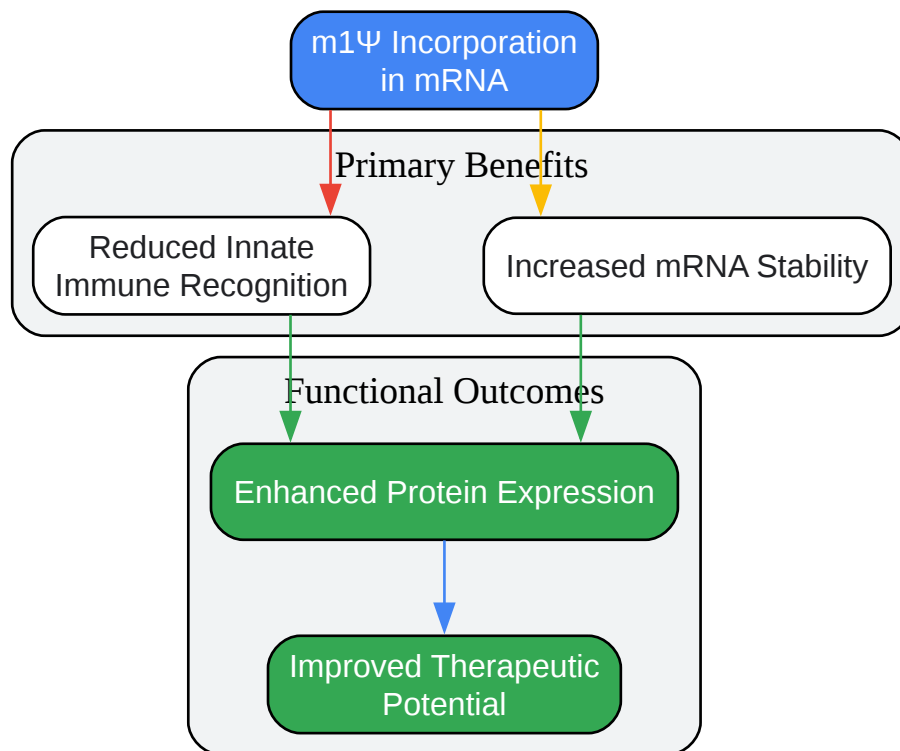 m1Ψ Incorporation
in mRNA
Primary Benefits
Reduced Innate
Immune Recognition
Increased mRNA Stability
Functional Outcomes
Enhanced Protein Expression
Improved Therapeutic
Potential